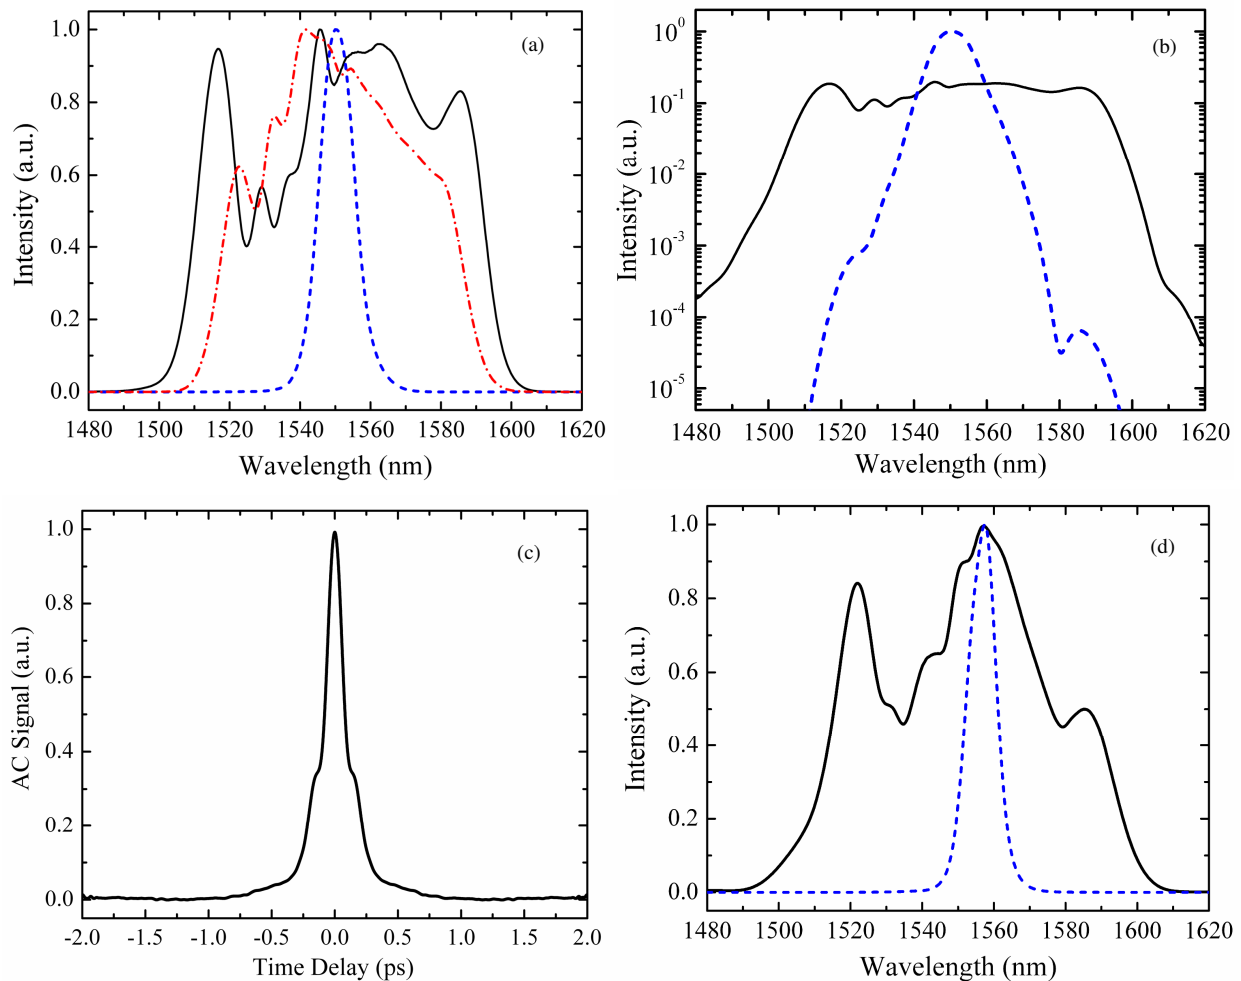 (a)
Intensity (a.u.)
1.0
0.8
0.6
0.4
0.2
0.0
1480 1500 1520 1540 1560 1580 1600 1620
Wavelength (nm)
(b)
Intensity (a.u.)
10^0
10^-1
10^-2
10^-3
10^-4
10^-5
1480 1500 1520 1540 1560 1580 1600 1620
Wavelength (nm)
(c)
AC Signal (a.u.)
1.0
0.8
0.6
0.4
0.2
0.0
-2.0 -1.5 -1.0 -0.5 0.0 0.5 1.0 1.5 2.0
Time Delay (ps)
(d)
Intensity (a.u.)
1.0
0.8
0.6
0.4
0.2
0.0
1480 1500 1520 1540 1560 1580 1600 1620
Wavelength (nm)